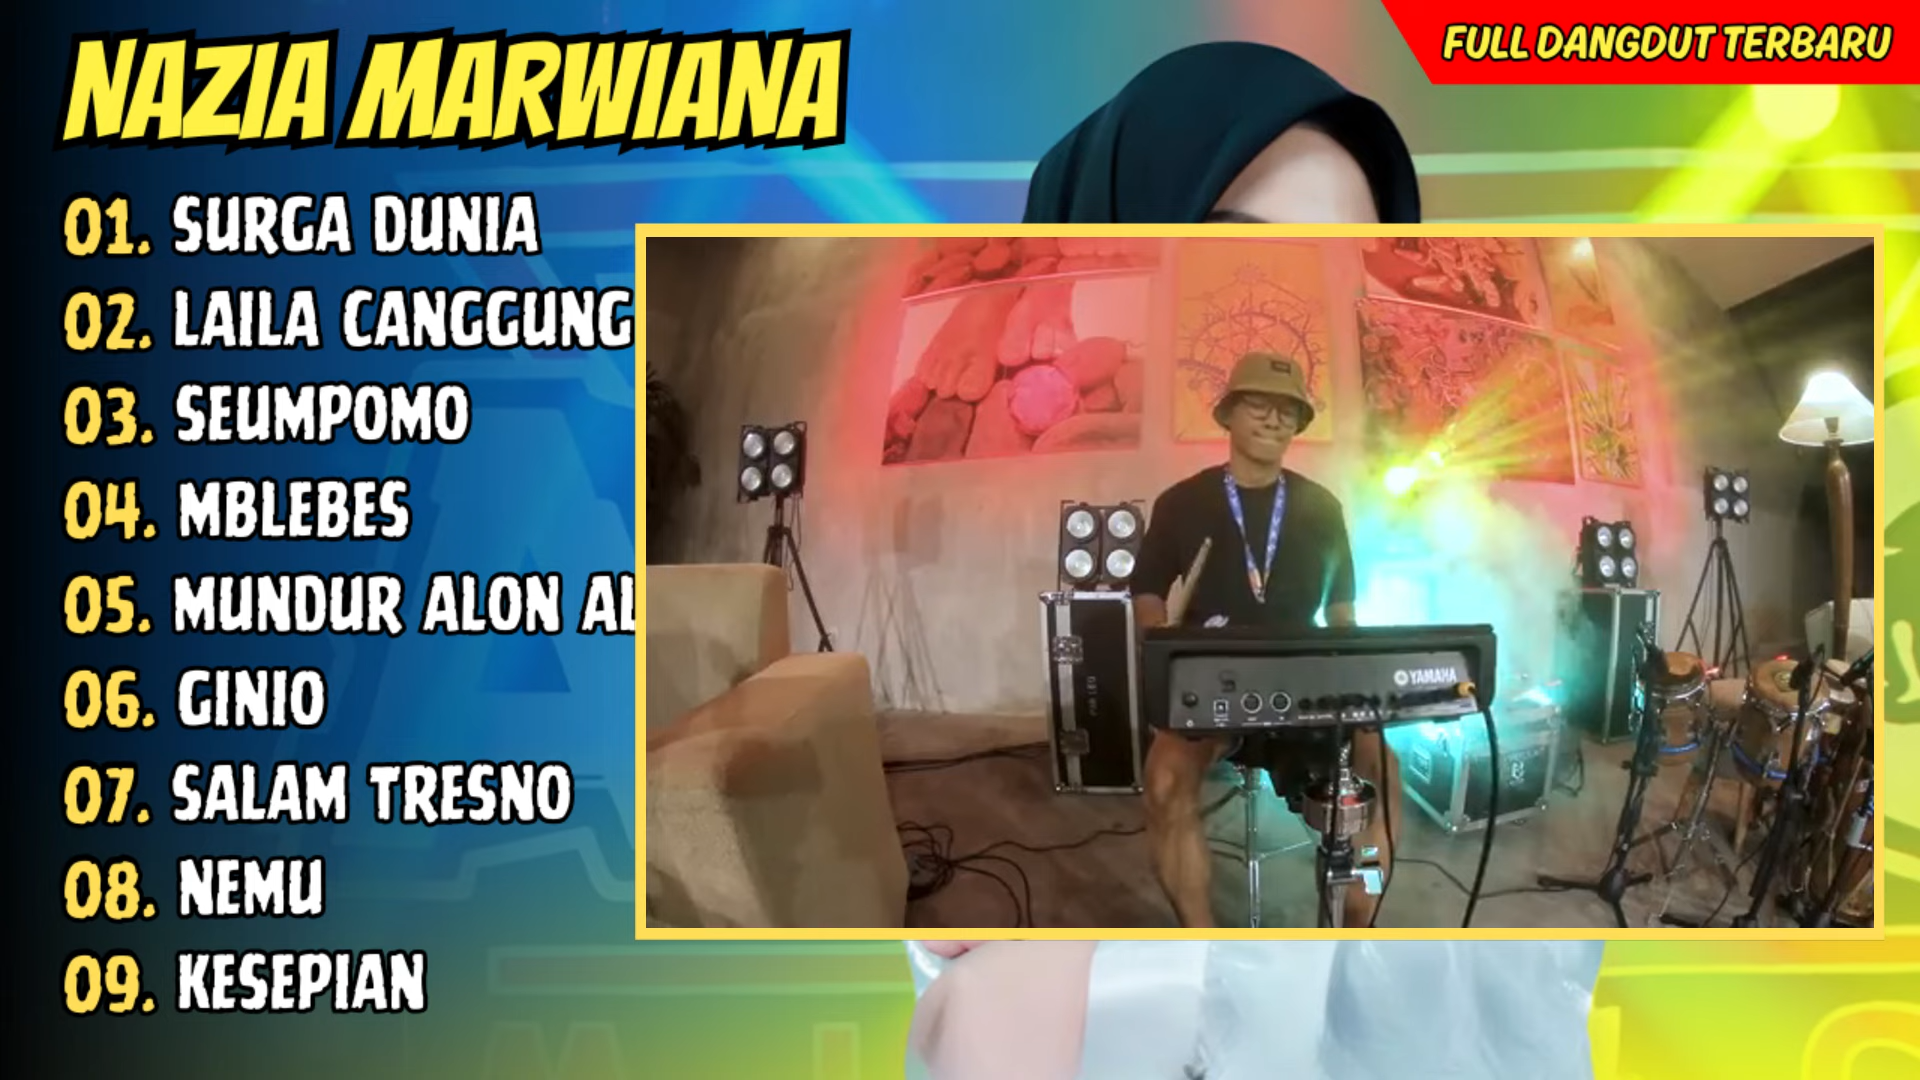 NAZIA MARWIANA
FULL DANGDUT TERBARU
01. SURGA DUNIA
02. LAILA CANGGUNG
03. SEUMPOMO
04. MBLEBES
05. MUNDUR ALON AL
06. GINIO
07. SALAM TRESNO
08. NEMU
09. KESEPIAN
YAMAHA